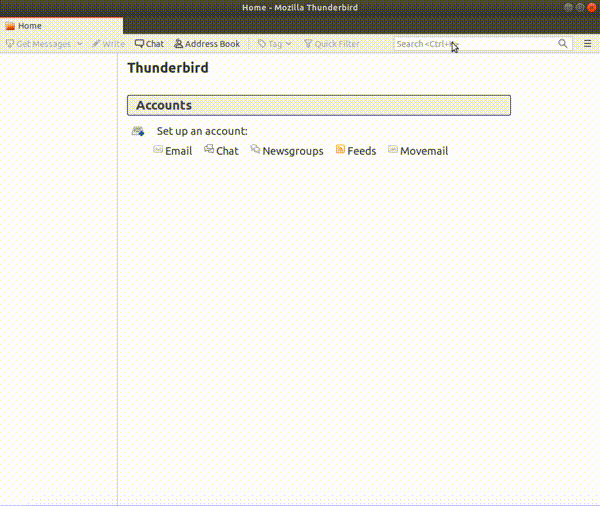 Home - Mozilla Thunderbird
Home
Get Messages Write Chat Address Book Tag Quick Filter Search <Ctrl+
Thunderbird
Accounts
Set up an account:
Email Chat Newsgroups Feeds Movemail